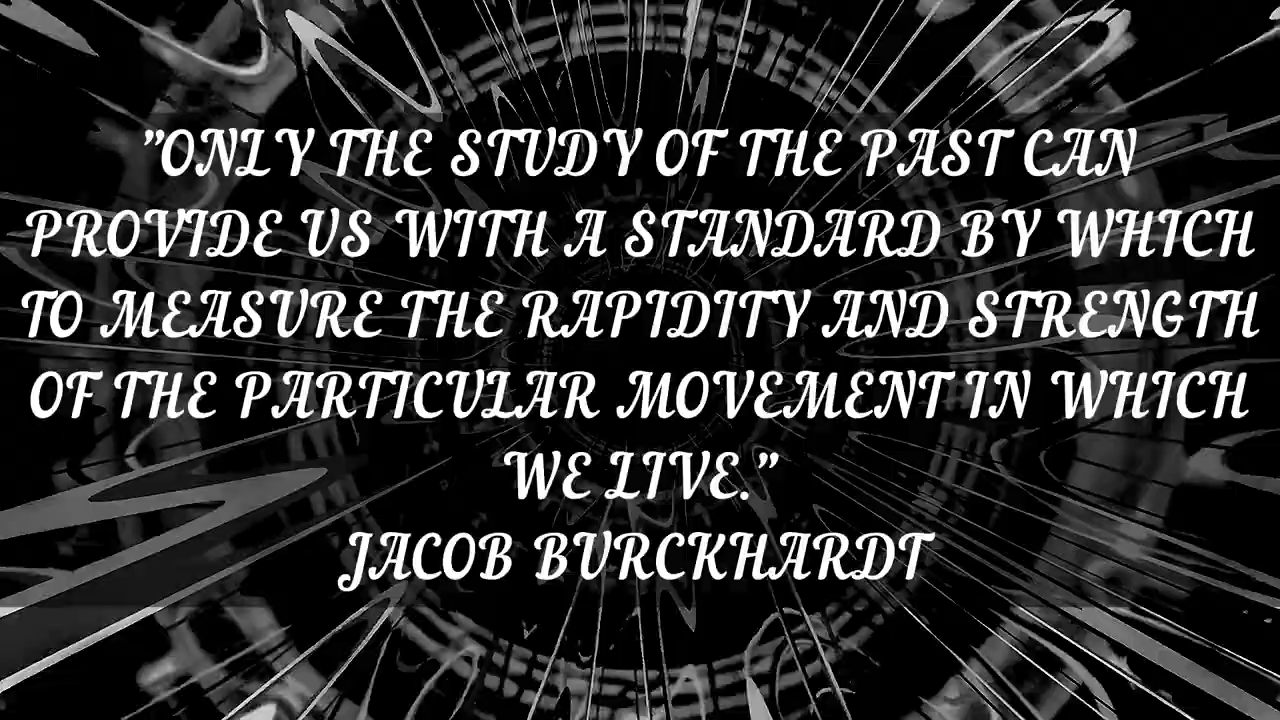 "ONLY THE STUDY OF THE PAST CAN
PROVIDE US WITH A STANDARD BY WHICH
TO MEASURE THE RAPIDITY AND STRENGTH
OF THE PARTICULAR MOVEMENT IN WHICH
WE LIVE."
JACOB BURCKHARDT